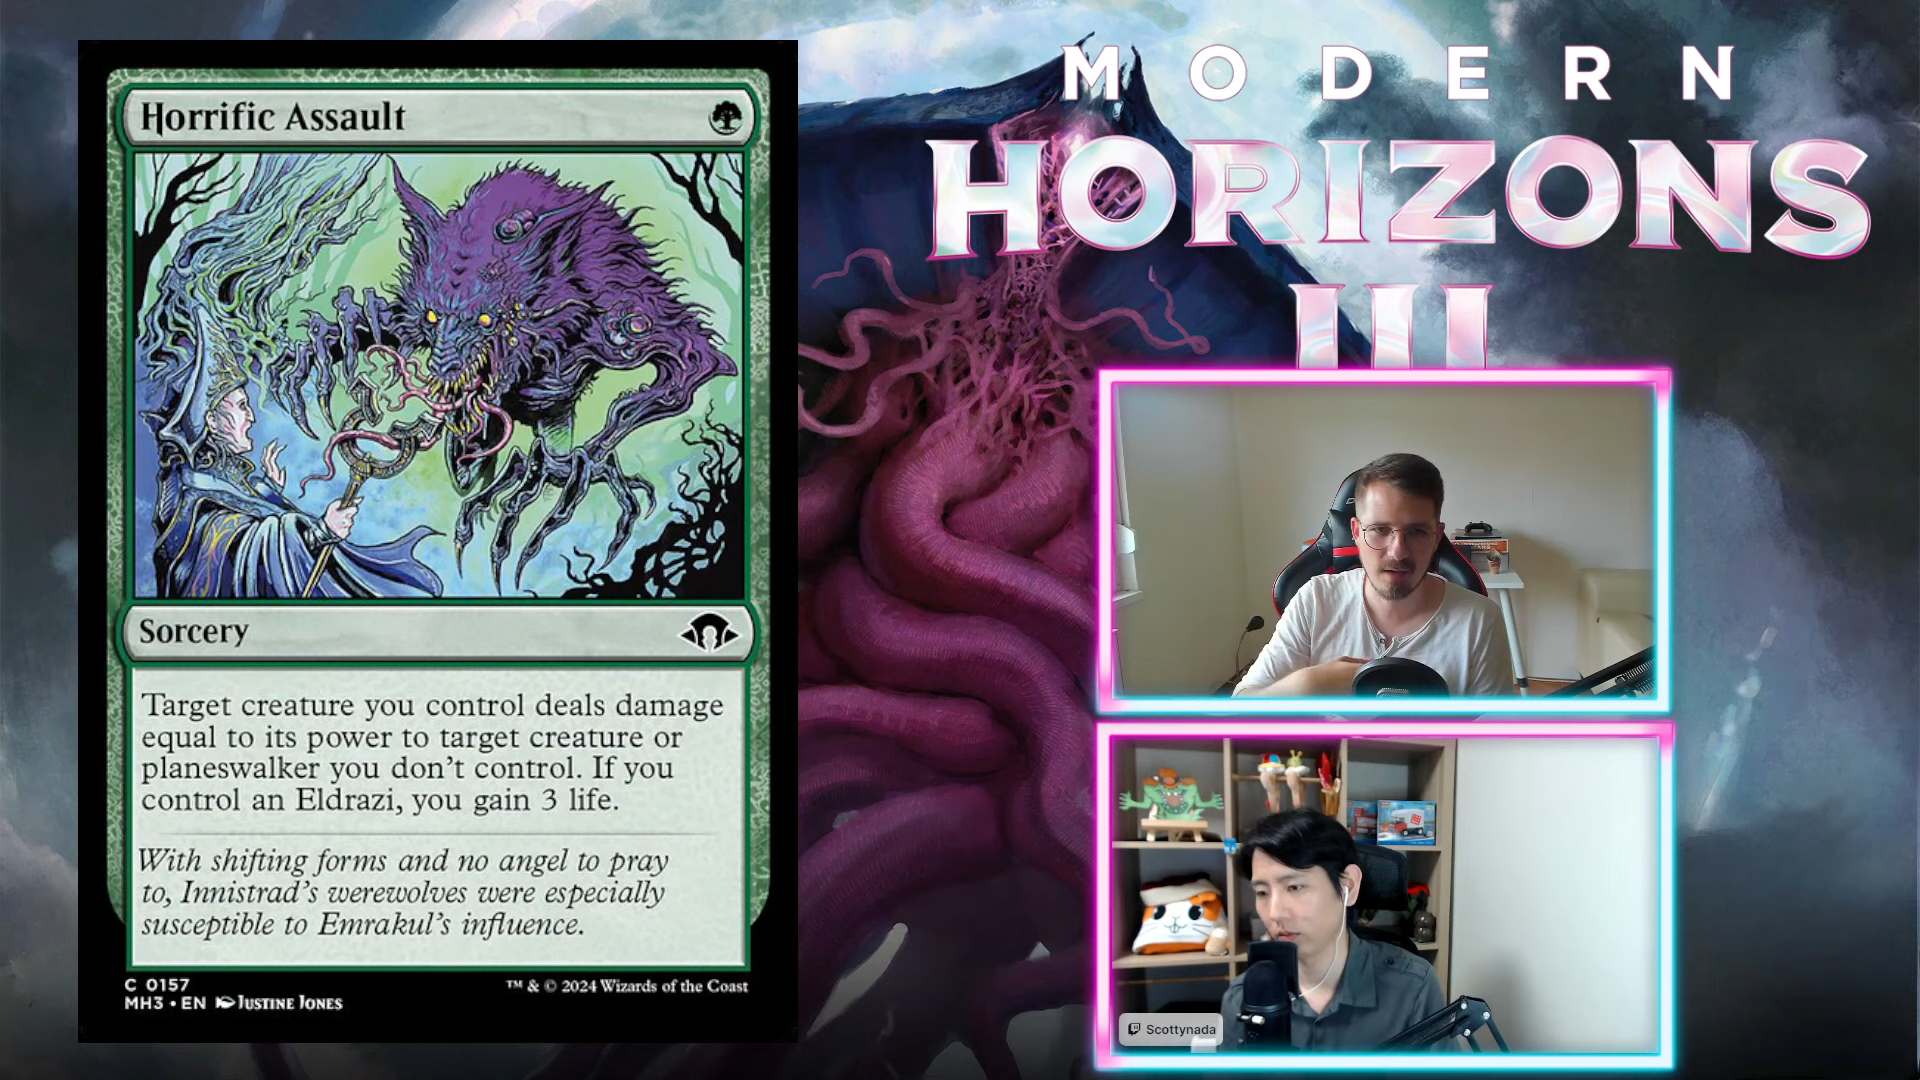 Horrific Assault
Sorcery
Target creature you control deals damage
equal to its power to target creature or
planeswalker you don't control. If you
control an Eldrazi, you gain 3 life.
With shifting forms and no angel to pray
to, Innistrad's werewolves were especially
susceptible to Emrakul's influence.
C 0157
MH3 • EN JUSTINE JONES
™ & © 2024 Wizards of the Coast
MODERN
HORIZONS
III
Scottynada